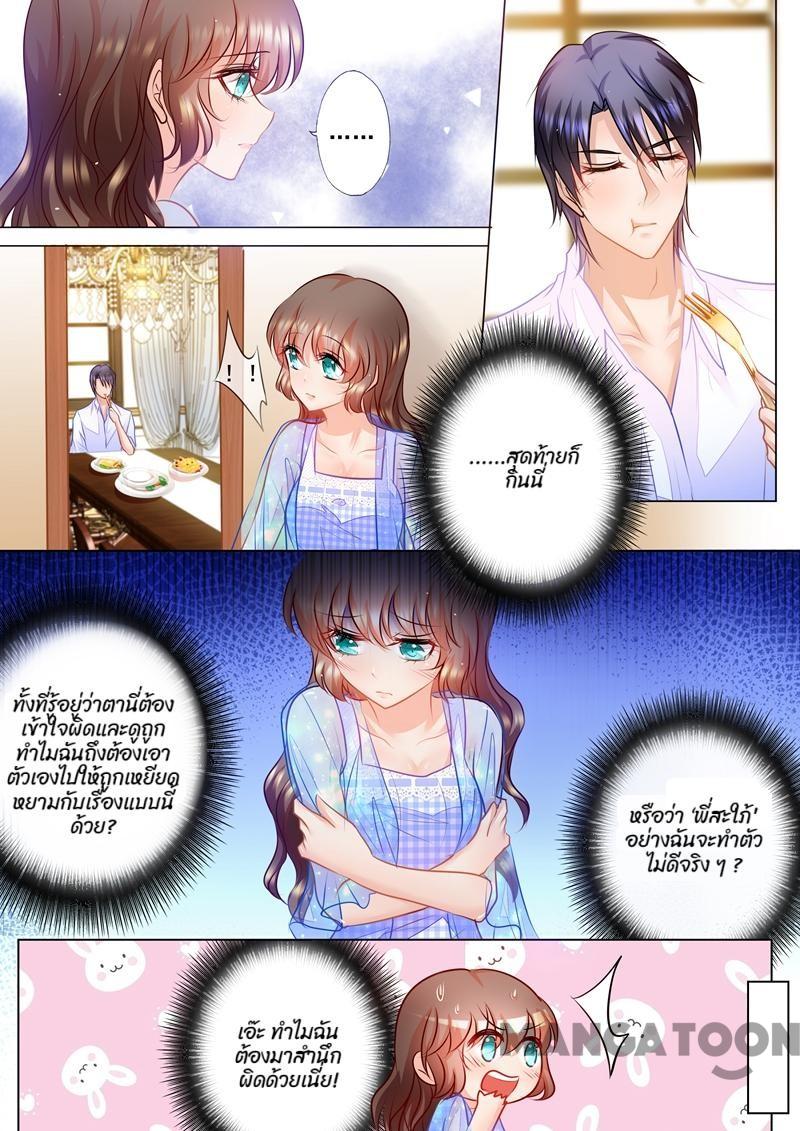 ......
! !
......สุดท้ายก็
กินนี่
ทั้งที่รู้อยู่ว่าตานี่ต้อง
เข้าใจผิดและดูถูก
ทำไมฉันถึงต้องเอา
ตัวเองไปให้ถูกเหยียด
หยามกับเรื่องแบบนี้
ด้วย?
หรือว่า 'พี่สะใภ้'
อย่างฉันจะทำตัว
ไม่ดีจริง ๆ ?
เอ๊ะ ทำไมฉัน
ต้องมาสำนึก
ผิดด้วยเนี่ย!
MANGATOON